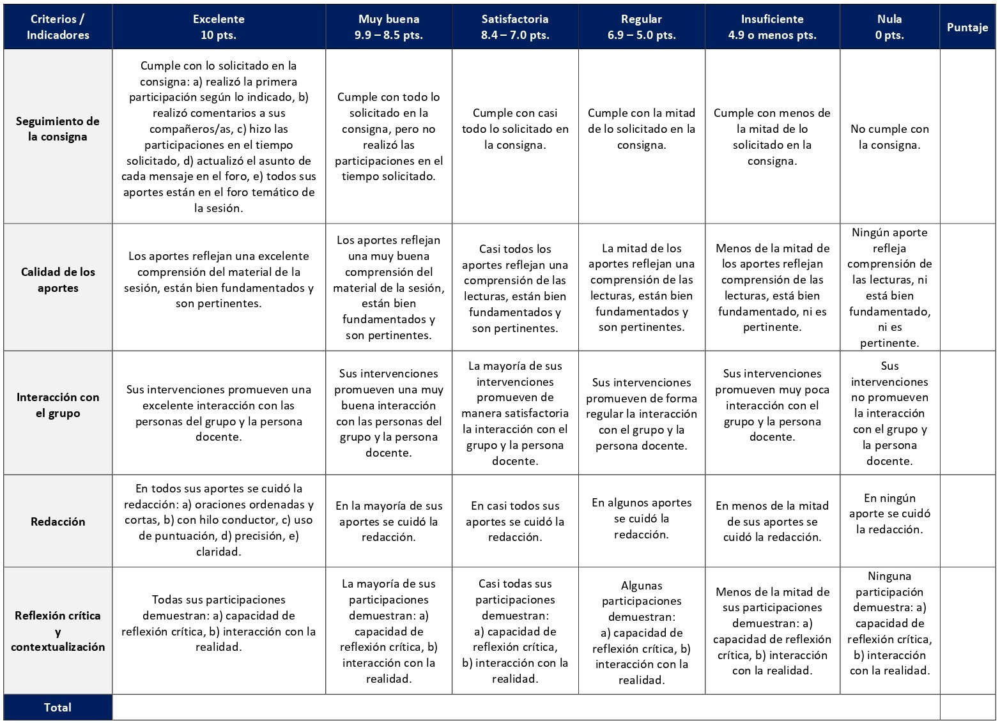 Criterios /
Indicadores
Excelente
10 pts.
Muy buena
9.9 – 8.5 pts.
Satisfactoria
8.4 – 7.0 pts.
Regular
6.9 – 5.0 pts.
Insuficiente
4.9 o menos pts.
Nula
0 pts.
Puntaje
Seguimiento de
la consigna
Cumple con lo solicitado en la
consigna: a) realizó la primera
participación según lo indicado, b)
realizó comentarios a sus
compañeros/as, c) hizo las
participaciones en el tiempo
solicitado, d) actualizó el asunto de
cada mensaje en el foro, e) todos sus
aportes están en el foro temático de
la sesión.
Cumple con todo lo
solicitado en la
consigna, pero no
realizó las
participaciones en el
tiempo solicitado.
Cumple con casi
todo lo solicitado en
la consigna.
Cumple con la mitad
de lo solicitado en la
consigna.
Cumple con menos de
la mitad de lo
solicitado en la
consigna.
No cumple con
la consigna.
Calidad de los
aportes
Los aportes reflejan una excelente
comprensión del material de la
sesión, están bien fundamentados y
son pertinentes.
Los aportes reflejan
una muy buena
comprensión del
material de la sesión,
están bien
fundamentados y
son pertinentes.
Casi todos los
aportes reflejan una
comprensión de las
lecturas, están bien
fundamentados y
son pertinentes.
La mitad de los
aportes reflejan una
comprensión de las
lecturas, están bien
fundamentados y
son pertinentes.
Menos de la mitad de
los aportes reflejan
comprensión de las
lecturas, está bien
fundamentado, ni es
pertinente.
Ningún aporte
refleja
comprensión de
las lecturas, ni
está bien
fundamentado,
ni es
pertinente.
Interacción con
el grupo
Sus intervenciones promueven una
excelente interacción con las
personas del grupo y la persona
docente.
Sus intervenciones
promueven una muy
buena interacción
con las personas del
grupo y la persona
docente.
La mayoría de sus
intervenciones
promueven de
manera satisfactoria
la interacción con el
grupo y la persona
docente.
Sus intervenciones
promueven de forma
regular la interacción
con el grupo y la
persona docente.
Sus intervenciones
promueven muy poca
interacción con el
grupo y la persona
docente.
Sus
intervenciones
no promueven
la interacción
con el grupo y
la persona
docente.
Redacción
En todos sus aportes se cuidó la
redacción: a) oraciones ordenadas y
cortas, b) con hilo conductor, c) uso
de puntuación, d) precisión, e)
claridad.
En la mayoría de sus
aportes se cuidó la
redacción.
En casi todos sus
aportes se cuidó la
redacción.
En algunos aportes
se cuidó la
redacción.
En menos de la mitad
de sus aportes se
cuidó la redacción.
En ningún
aporte se cuidó
la redacción.
Reflexión crítica
y
contextualización
Todas sus participaciones
demuestran: a) capacidad de
reflexión crítica, b) interacción con la
realidad.
La mayoría de sus
participaciones
demuestran: a)
capacidad de
reflexión crítica, b)
interacción con la
realidad.
Casi todas sus
participaciones
demuestran:
a) capacidad de
reflexión crítica,
b) interacción con la
realidad.
Algunas
participaciones
demuestran:
a) capacidad de
reflexión crítica, b)
interacción con la
realidad.
Menos de la mitad de
sus participaciones
demuestran: a)
capacidad de reflexión
crítica, b) interacción
con la realidad.
Ninguna
participación
demuestra: a)
capacidad de
reflexión crítica,
b) interacción
con la realidad.
Total